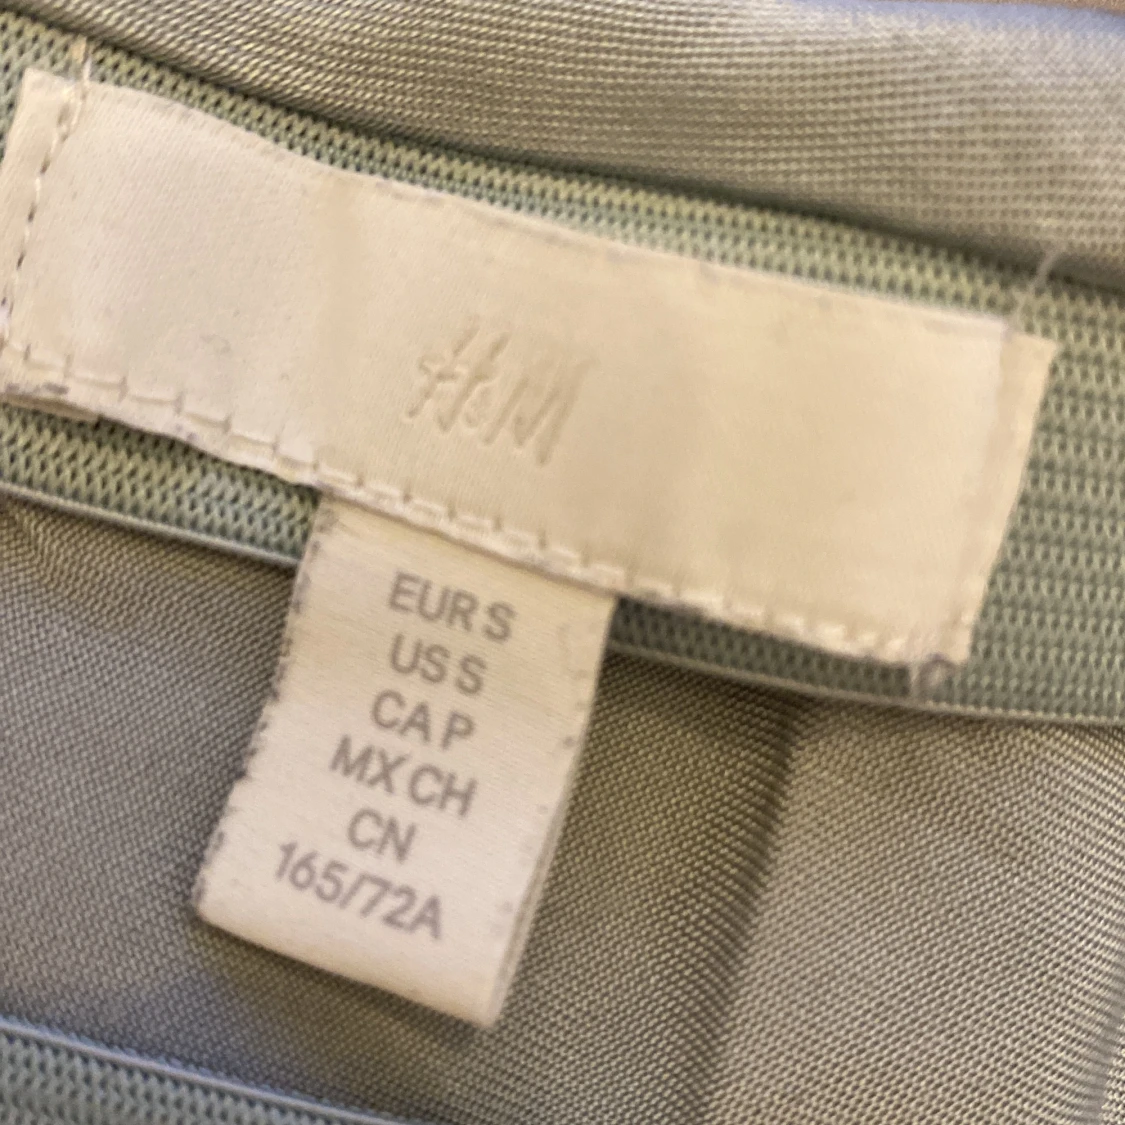 H&M
EUR S
US S
CA P
MX CH
CN
165/72A